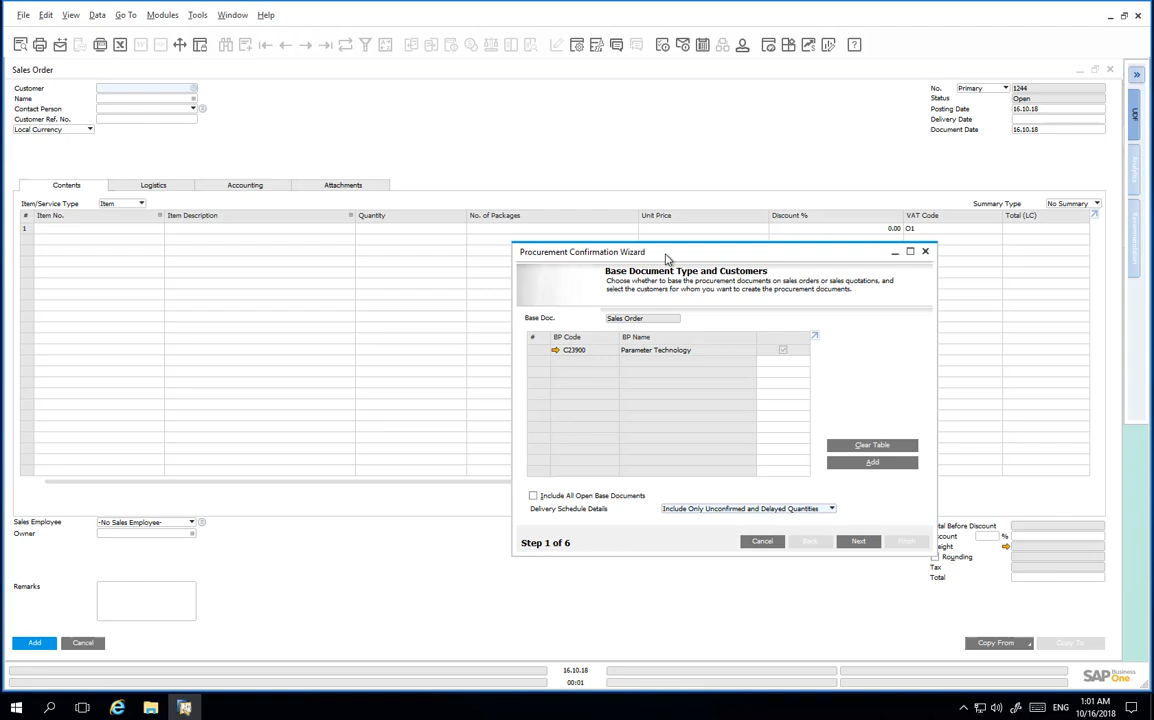 File Edit View Data Go To Modules Tools Window Help
Sales Order
Customer
Name
Contact Person
Customer Ref. No.
Local Currency
No. Primary 1244
Status Open
Posting Date 16.10.18
Delivery Date
Document Date 16.10.18
UDF
Contents Logistics Accounting Attachments
Item/Service Type Item Summary Type No Summary
# Item No. Item Description Quantity No. of Packages Unit Price Discount % VAT Code Total (LC)
1 0.00 O1
Procurement Confirmation Wizard
Base Document Type and Customers
Choose whether to base the procurement documents on sales orders or sales quotations, and
select the customers for whom you want to create the procurement documents.
Base Doc. Sales Order
# BP Code BP Name
C23900 Parameter Technology
Clear Table
Add
Include All Open Base Documents
Delivery Schedule Details Include Only Unconfirmed and Delayed Quantities
Step 1 of 6 Cancel Back Next Finish
Sales Employee -No Sales Employee-
Owner
tal Before Discount
scount %
eight
Rounding
Tax
Total
Remarks
Add Cancel Copy From Copy To
16.10.18
00:01
SAP Business One
ENG 1:01 AM
10/16/2018